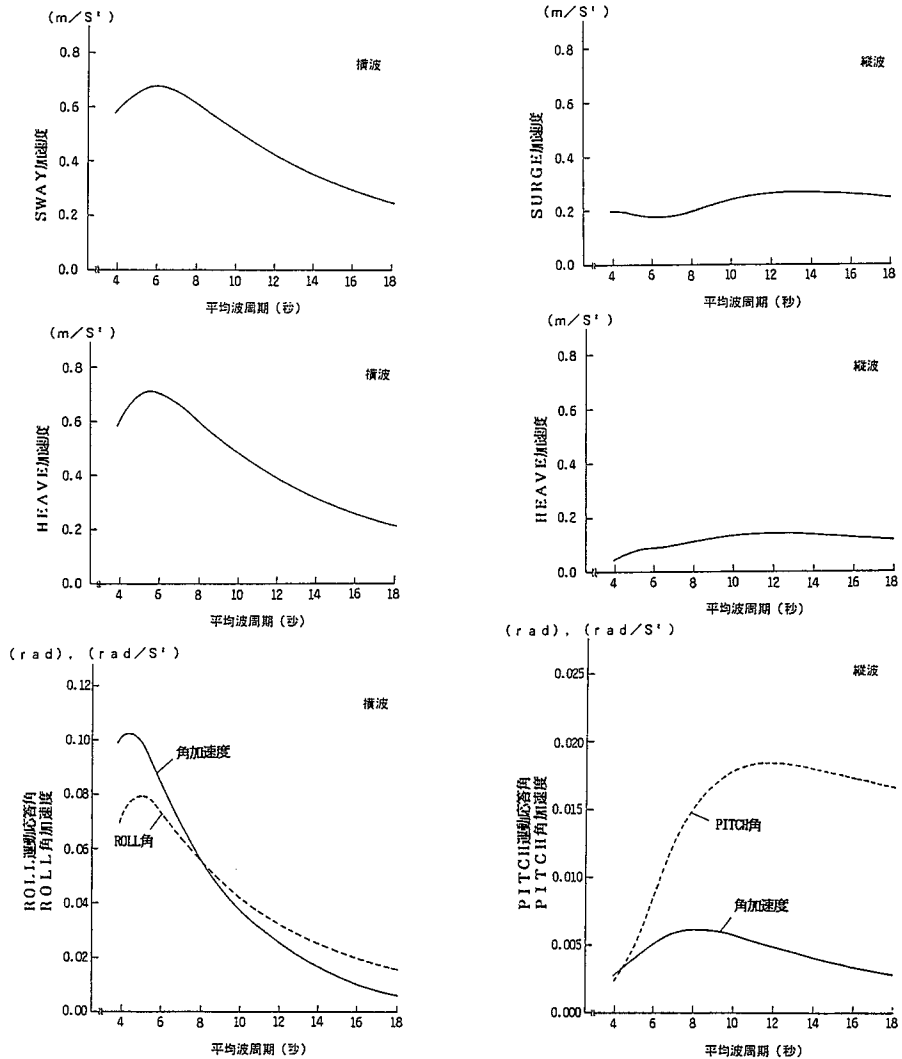 (m/S²)
0.8
0.6
0.4
0.2
0.0
SWAY加速度
横波
4 6 8 10 12 14 16 18
平均波周期(秒)
(m/S²)
0.8
0.6
0.4
0.2
0.0
SURGE加速度
縦波
4 6 8 10 12 14 16 18
平均波周期(秒)
(m/S²)
0.8
0.6
0.4
0.2
0.0
HEAVE加速度
横波
4 6 8 10 12 14 16 18
平均波周期(秒)
(m/S²)
0.8
0.6
0.4
0.2
0.0
HEAVE加速度
縦波
4 6 8 10 12 14 16 18
平均波周期(秒)
(rad), (rad/S²)
0.12
0.10
0.08
0.06
0.04
0.02
0.00
ROLL運動応答角
ROLL角加速度
横波
角加速度
ROLL角
4 6 8 10 12 14 16 18
平均波周期(秒)
(rad), (rad/S²)
0.025
0.020
0.015
0.010
0.005
0.000
PITCH運動応答角
PITCH角加速度
縦波
PITCH角
角加速度
4 6 8 10 12 14 16 18
平均波周期(秒)